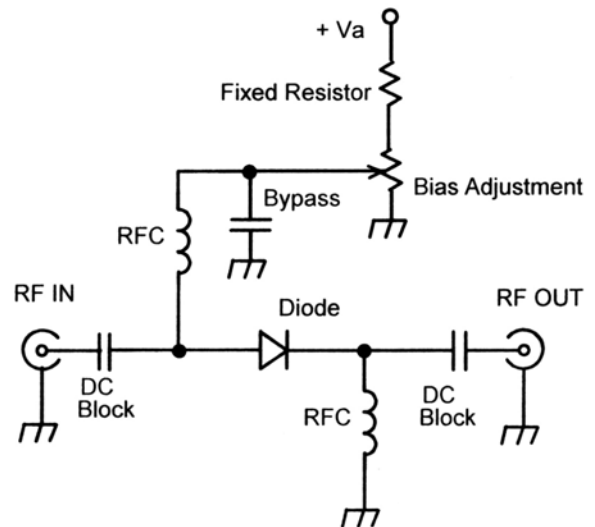 + Va
Fixed Resistor
Bias Adjustment
Bypass
RFC
RF IN
Diode
RF OUT
DC
Block
RFC
DC
Block